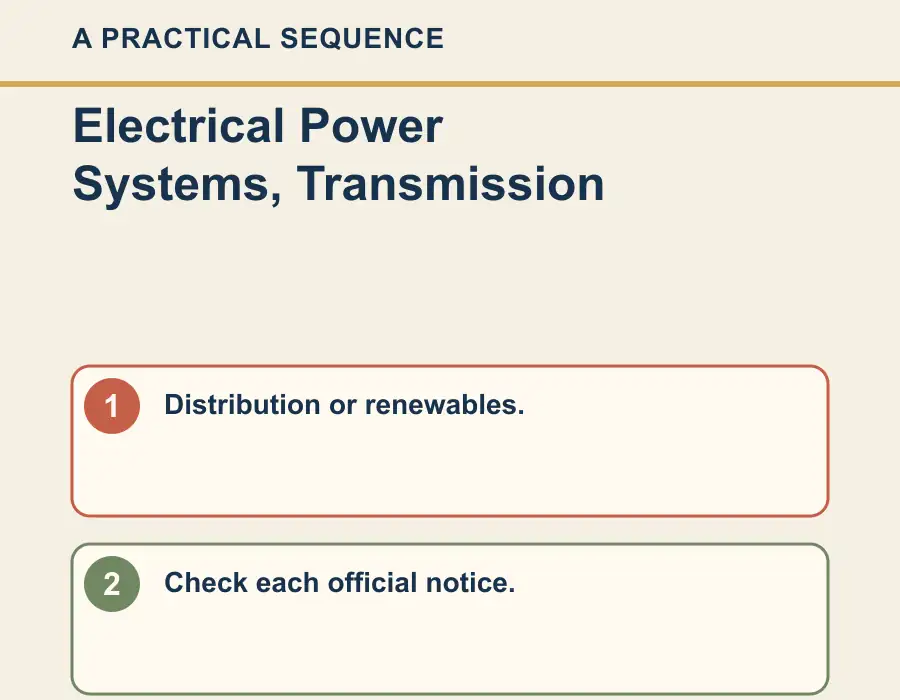 A PRACTICAL SEQUENCE
Electrical Power
Systems, Transmission
1
Distribution or renewables.
2
Check each official notice.